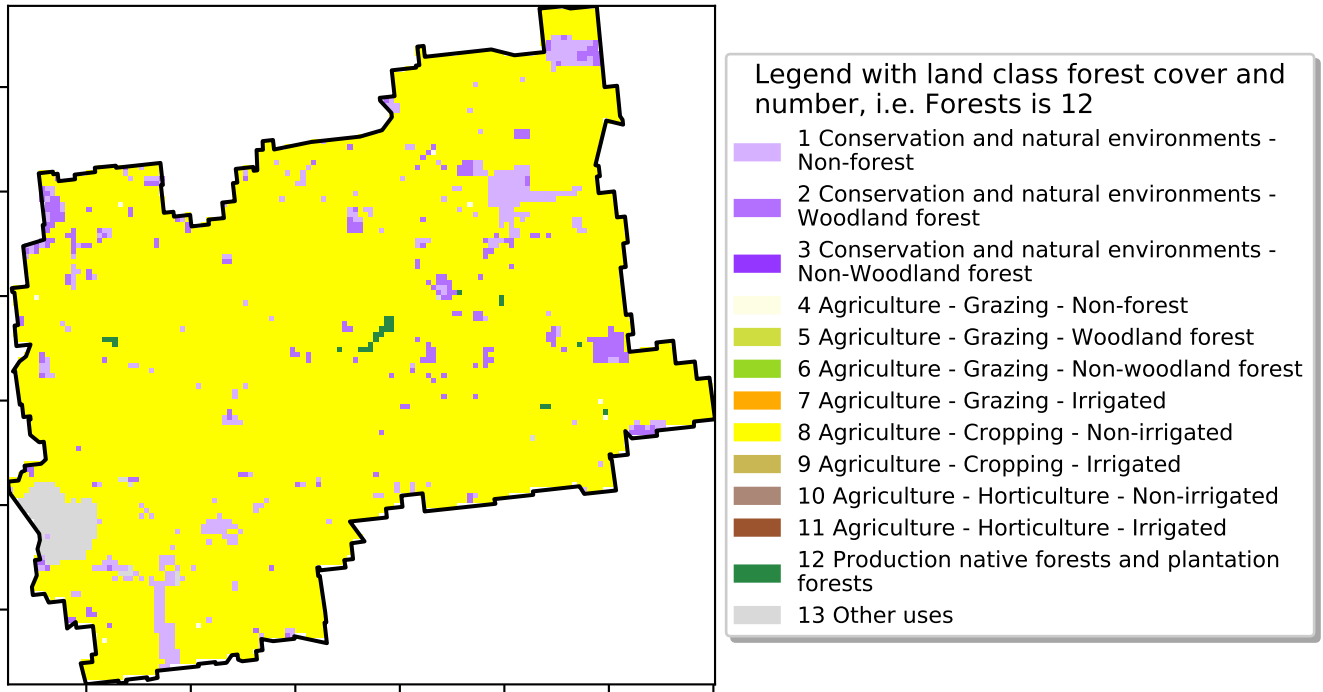 Legend with land class forest cover and
number, i.e. Forests is 12
1 Conservation and natural environments -
Non-forest
2 Conservation and natural environments -
Woodland forest
3 Conservation and natural environments -
Non-Woodland forest
4 Agriculture - Grazing - Non-forest
5 Agriculture - Grazing - Woodland forest
6 Agriculture - Grazing - Non-woodland forest
7 Agriculture - Grazing - Irrigated
8 Agriculture - Cropping - Non-irrigated
9 Agriculture - Cropping - Irrigated
10 Agriculture - Horticulture - Non-irrigated
11 Agriculture - Horticulture - Irrigated
12 Production native forests and plantation
forests
13 Other uses